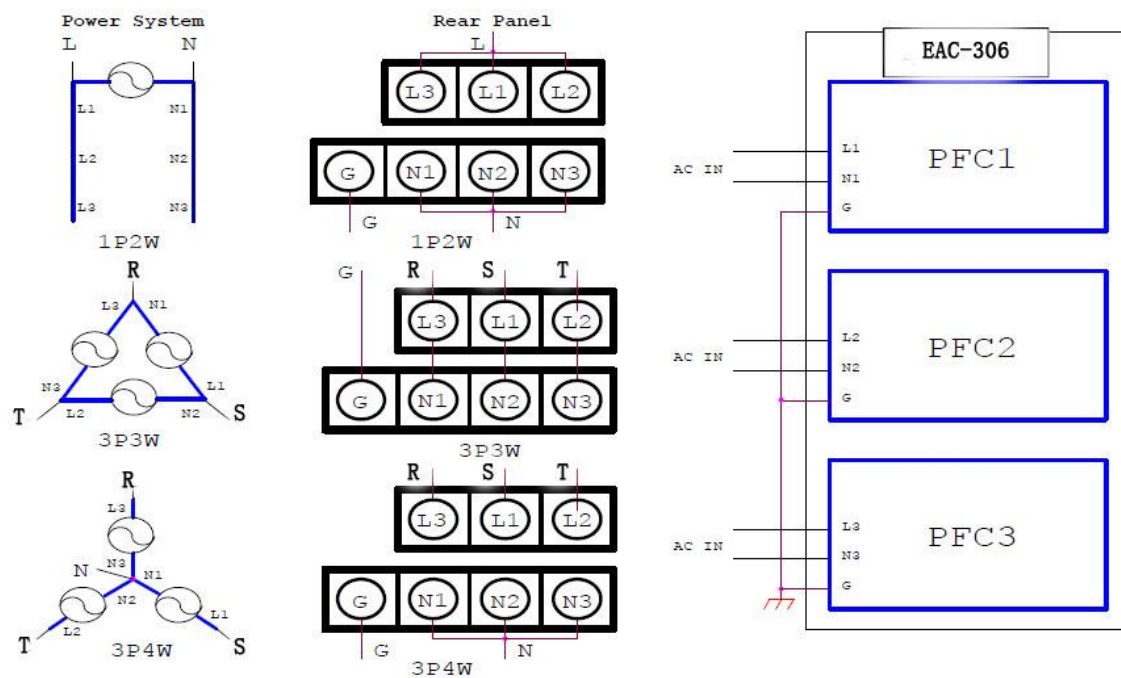 Power System
L N
L1 N1
L2 N2
L3 N3
1P2W
R
L3 N1
N3 L1
L2 N2
T S
3P3W
R
L3
N3
N N1
N2
L1
L2
T S
3P4W
Rear Panel
L
L3 L1 L2
G N1 N2 N3
G N
1P2W
G R S T
L3 L1 L2
G N1 N2 N3
3P3W
R S T
L3 L1 L2
G N1 N2 N3
G N
3P4W
EAC-306
AC IN
L1
N1
G
PFC1
AC IN
L2
N2
G
PFC2
AC IN
L3
N3
G
PFC3